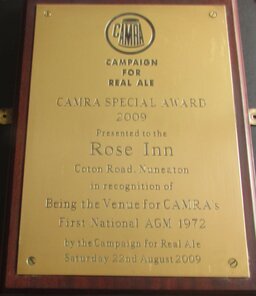 CAMRA
CAMPAIGN
FOR
REAL ALE
CAMRA SPECIAL AWARD
2009
Presented to the
Rose Inn
Coton Road, Nuneaton
in recognition of
Being the Venue for CAMRA's
First National AGM 1972
by the Campaign for Real Ale
Saturday 22nd August 2009